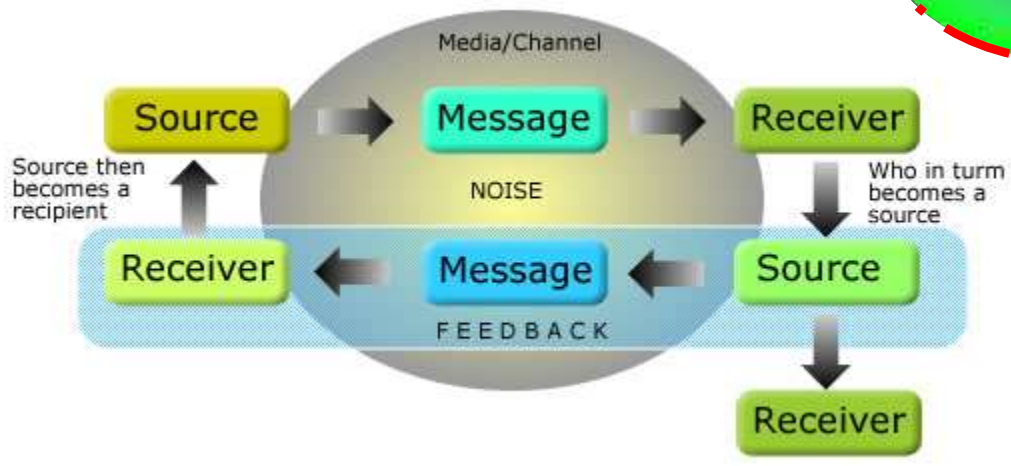 Media/Channel
Source
Message
Receiver
Source then
becomes a
recipient
NOISE
Who in turm
becomes a
source
Receiver
Message
Source
FEEDBACK
Receiver